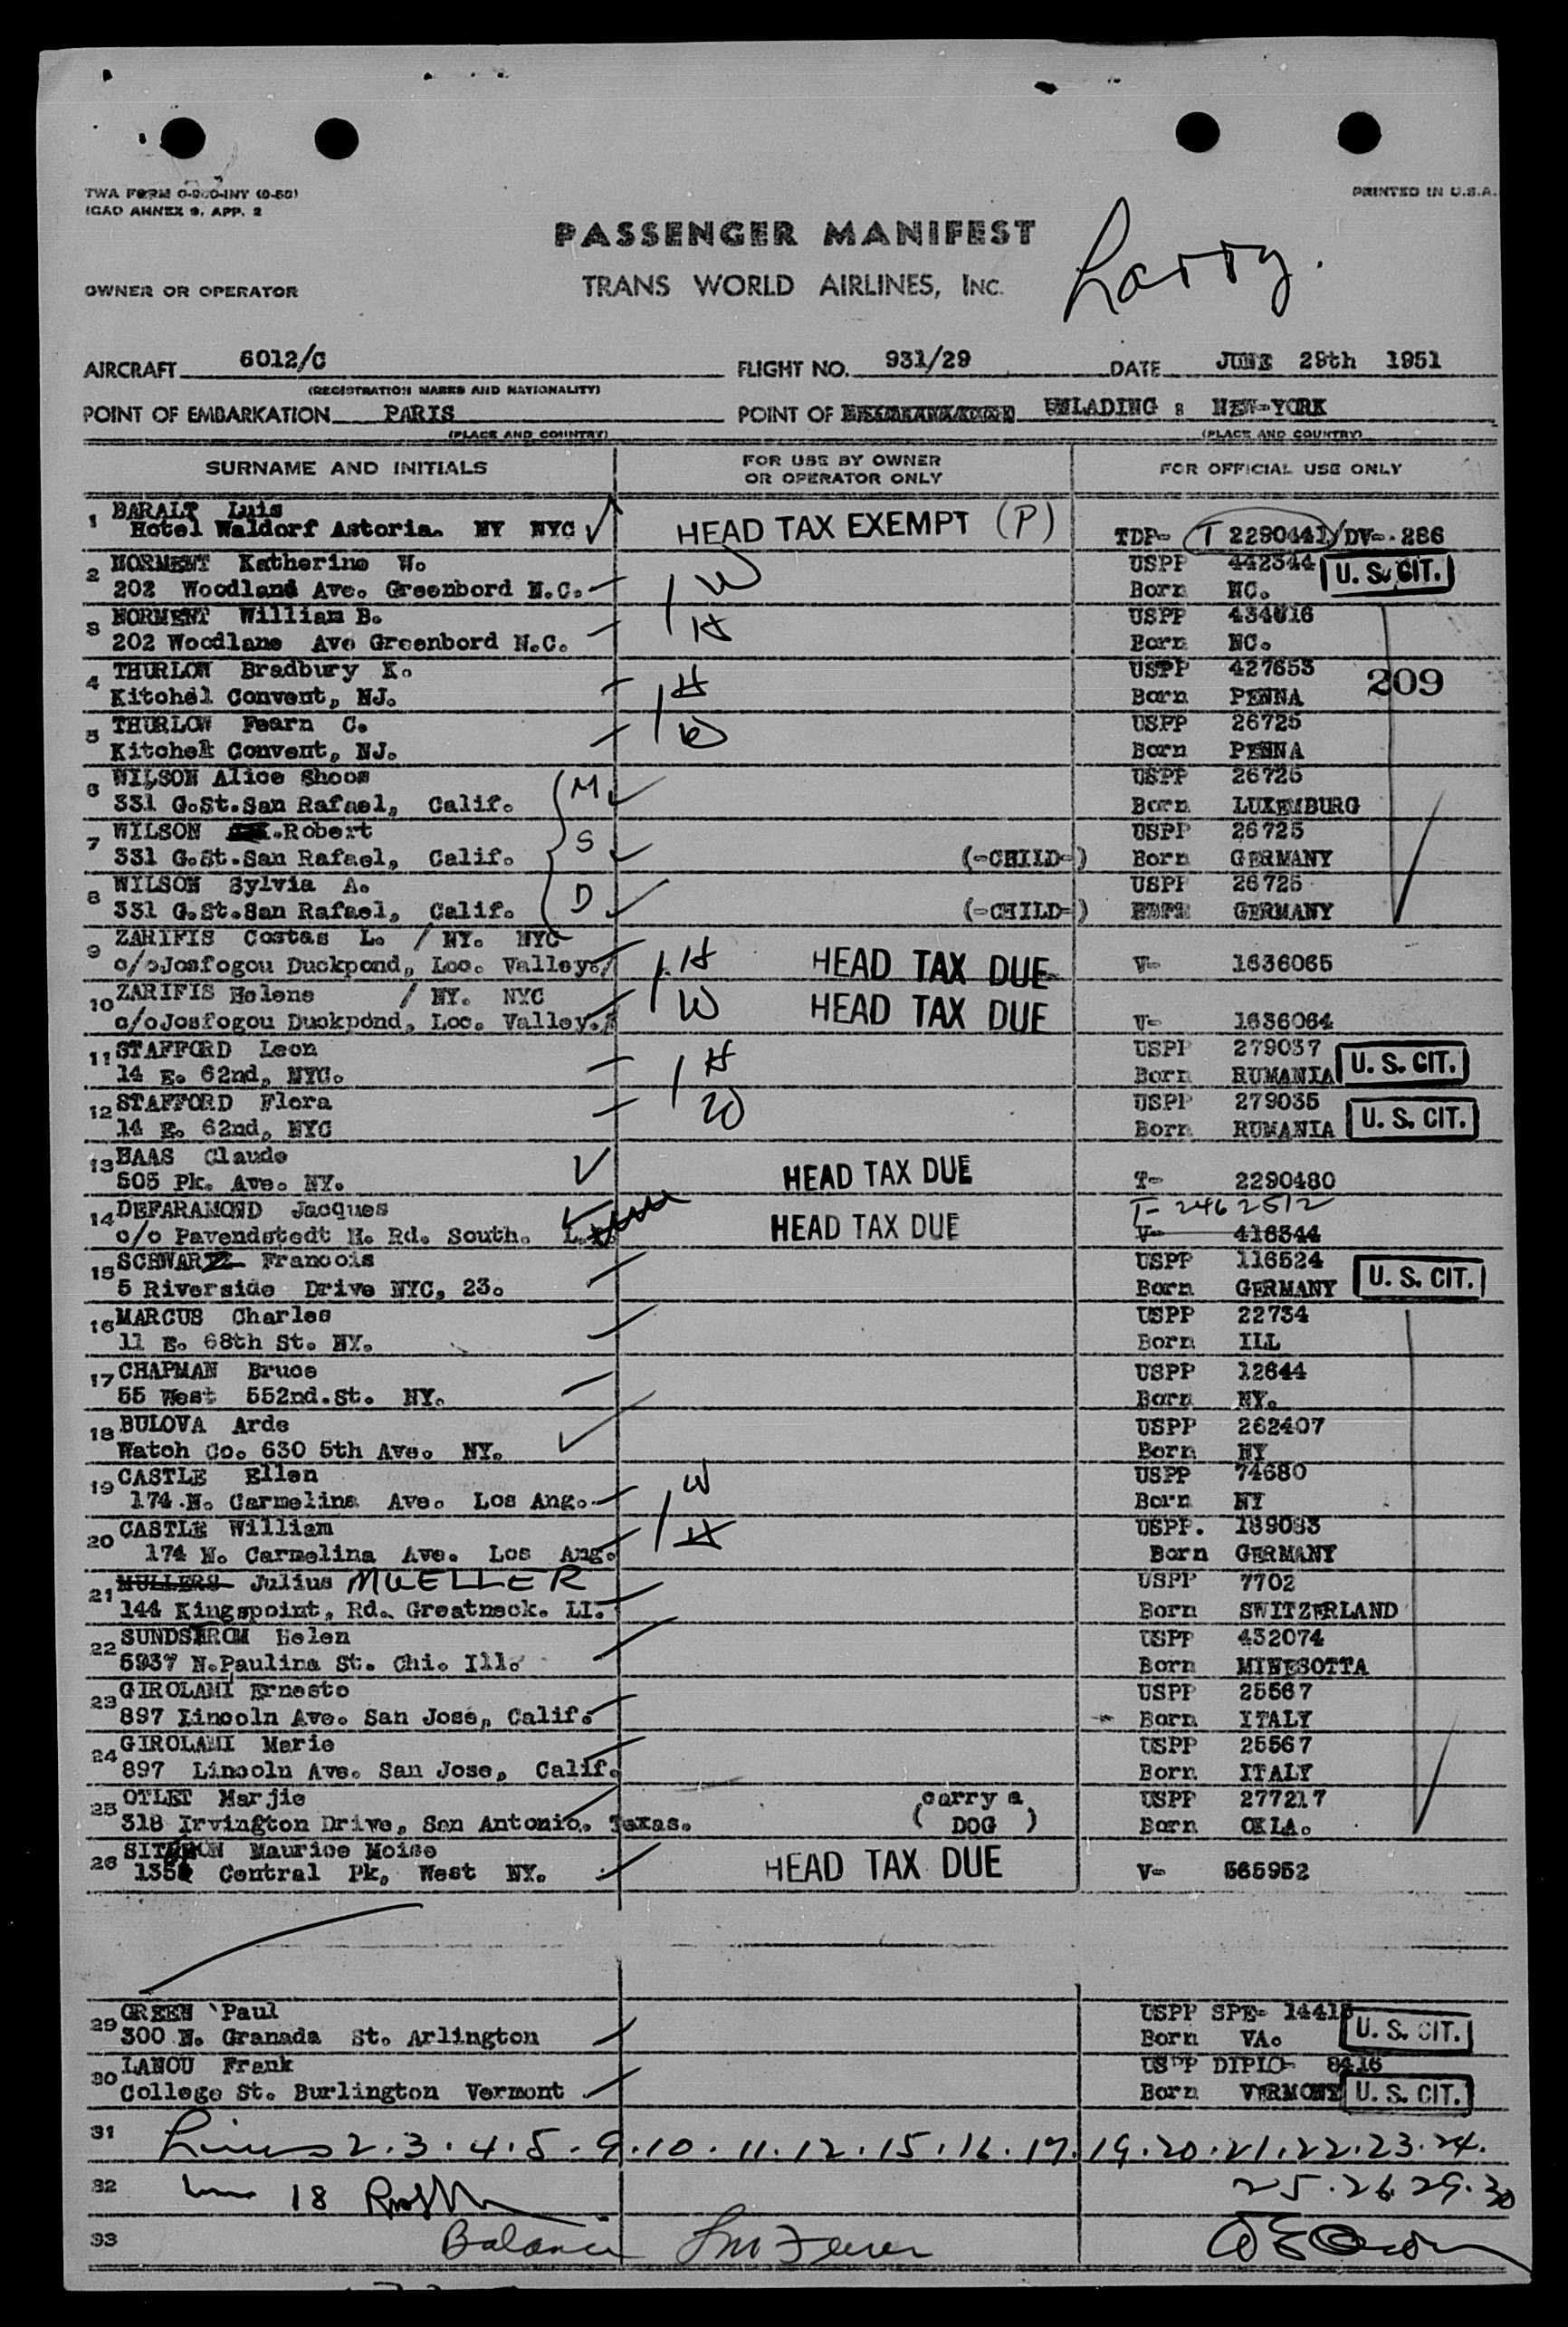 TWA FORM
ICAO ANNEX 9, APP. 2
PRINTED IN U.S.A.
PASSENGER MANIFEST
Larry.
OWNER OR OPERATOR
TRANS WORLD AIRLINES, INC.
AIRCRAFT 6012/C FLIGHT NO. 931/29 DATE JUNE 29th 1951
(REGISTRATION MARKS AND NATIONALITY)
POINT OF EMBARKATION PARIS POINT OF UNLADING : NEW-YORK
(PLACE AND COUNTRY) (PLACE AND COUNTRY)
SURNAME AND INITIALS FOR USE BY OWNER OR OPERATOR ONLY FOR OFFICIAL USE ONLY
1 BARALT Luis
Hotel Waldorf Astoria. NY NYC HEAD TAX EXEMPT (P) TDP- T 2290441/DV-.286
2 NORMENT Katherine W. W USPP 442344 U. S. CIT.
202 Woodland Ave. Greenbord N.C. Born NC.
3 NORMENT William B. H USPP 434616
202 Woodlane Ave Greenbord N.C. Born NC.
4 THURLOW Bradbury K. H USPP 427653 209
Kitchel Convent, NJ. Born PENNA
5 THURLOW Fearn C. W USPP 26725
Kitchel Convent, NJ. Born PENNA
6 WILSON Alice Shoos M USPP 26725
331 G.St.San Rafael, Calif. Born LUXEMBURG
7 WILSON .Robert S USPP 26725
331 G.St.San Rafael, Calif. (-CHILD-) Born GERMANY
8 WILSON Sylvia A. D USPP 26725
331 G.St.San Rafael, Calif. (-CHILD-) GERMANY
9 ZARIFIS Costas L. / NY. NYC
c/oJosfogou Duckpond, Loc. Valley./ H HEAD TAX DUE V- 1636065
10 ZARIFIS Helene / NY. NYC W HEAD TAX DUE
c/oJosfogou Duckpond, Loc. Valley. V- 1636064
11 STAFFORD Leon H USPP 279037 U. S. CIT.
14 E. 62nd, NYC. Born RUMANIA
12 STAFFORD Flora W USPP 279035 U. S. CIT.
14 E. 62nd, NYC Born RUMANIA
13 HAAS Claude HEAD TAX DUE
505 Pk. Ave. NY. T- 2290480
14 DEFARAMOND Jacques HEAD TAX DUE T- 2462512
c/o Pavendstedt H. Rd. South. V- 416344
15 SCHWARZ Francois USPP 116524 U. S. CIT.
5 Riverside Drive NYC, 23. Born GERMANY
16 MARCUS Charles USPP 22734
11 E. 68th St. NY. Born ILL
17 CHAPMAN Bruce USPP 12644
55 West 552nd.St. NY. Born NY.
18 BULOVA Arde USPP 262407
Watch Co. 630 5th Ave. NY. Born NY
19 CASTLE Ellen W USPP 74680
174.N. Carmelina Ave. Los Ang. Born NY
20 CASTLE William H USPP. 189083
174 N. Carmelina Ave. Los Ang. Born GERMANY
21 MULLERS Julius MUELLER USPP 7702
144 Kingspoint, Rd. Greatneck. LI. Born SWITZERLAND
22 SUNDSTROM Helen USPP 432074
5937 N.Paulina St. Chi. Ill. Born MINESOTTA
23 GIROLAMI Ernesto USPP 25567
897 Lincoln Ave. San Jose, Calif. Born ITALY
24 GIROLAMI Marie USPP 25567
897 Lincoln Ave. San Jose, Calif. Born ITALY
25 OTLET Marjie carry a USPP 277217
318 Irvington Drive, San Antonio. Texas. ( DOG ) Born OKLA.
26 Maurice Moise HEAD TAX DUE
135 Central Pk, West NY. V- 565952
29 GREEN Paul USPP SPE- U. S. CIT.
300 N. Granada St. Arlington Born VA.
30 LANOU Frank USPP DIPLO- 8416
College St. Burlington Vermont Born VERMONT U. S. CIT.
31 Lines 2.3.4.5.9.10.11.12.15.16.17.19.20.21.22.23.24.
32 18 25.26.29.30
33 Balance